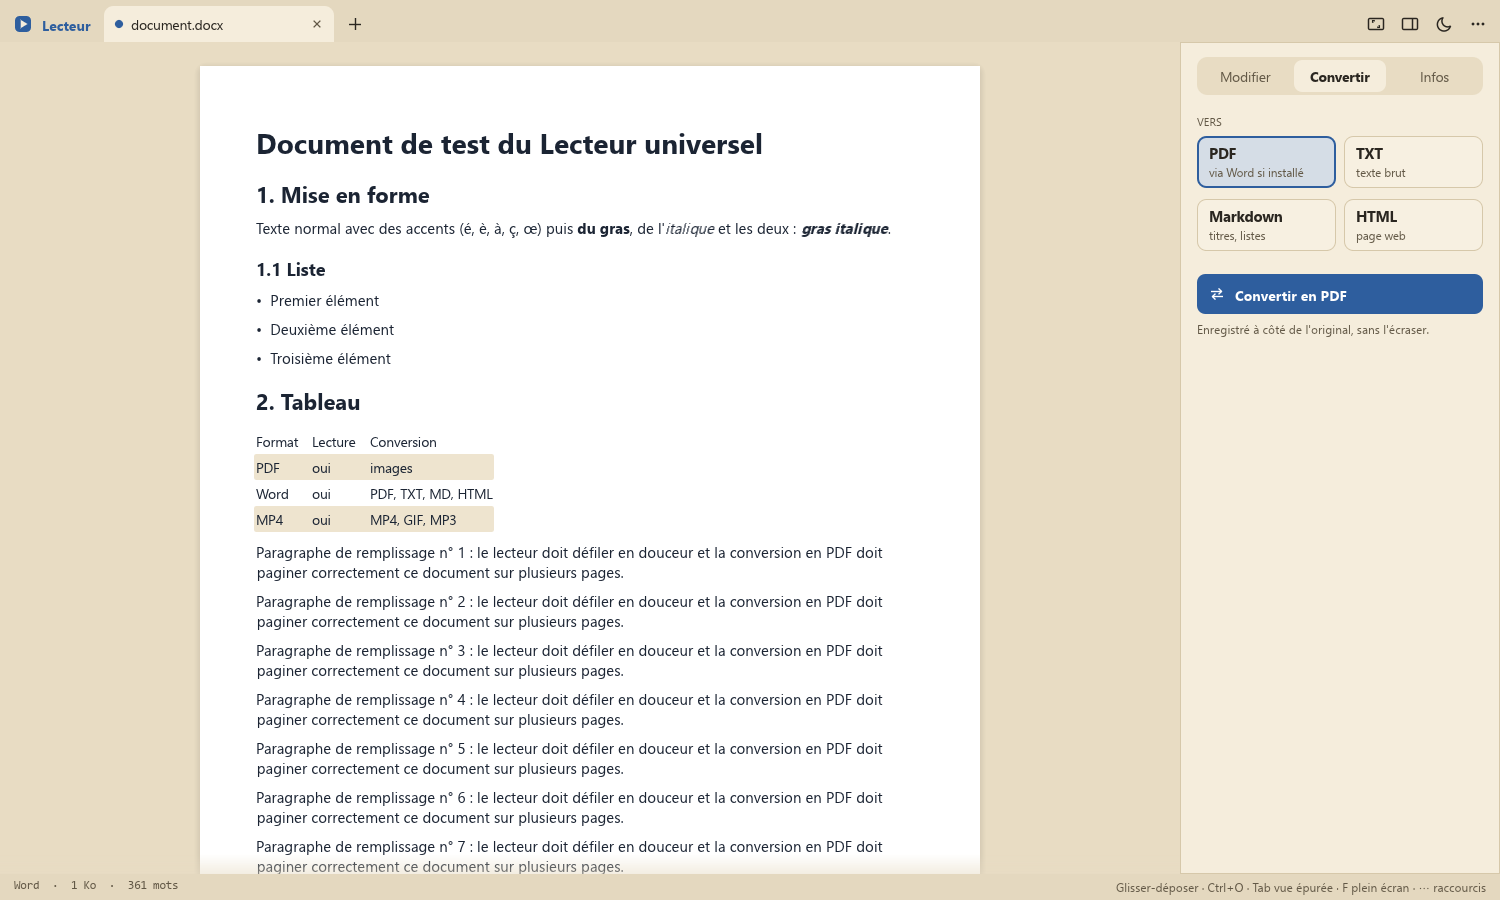 Lecteur
document.docx
Document de test du Lecteur universel
1. Mise en forme
Texte normal avec des accents (é, è, à, ç, œ) puis du gras, de l'italique et les deux : gras italique.
1.1 Liste
• Premier élément
• Deuxième élément
• Troisième élément
2. Tableau
Format Lecture Conversion
PDF oui images
Word oui PDF, TXT, MD, HTML
MP4 oui MP4, GIF, MP3
Paragraphe de remplissage n° 1 : le lecteur doit défiler en douceur et la conversion en PDF doit
paginer correctement ce document sur plusieurs pages.
Paragraphe de remplissage n° 2 : le lecteur doit défiler en douceur et la conversion en PDF doit
paginer correctement ce document sur plusieurs pages.
Paragraphe de remplissage n° 3 : le lecteur doit défiler en douceur et la conversion en PDF doit
paginer correctement ce document sur plusieurs pages.
Paragraphe de remplissage n° 4 : le lecteur doit défiler en douceur et la conversion en PDF doit
paginer correctement ce document sur plusieurs pages.
Paragraphe de remplissage n° 5 : le lecteur doit défiler en douceur et la conversion en PDF doit
paginer correctement ce document sur plusieurs pages.
Paragraphe de remplissage n° 6 : le lecteur doit défiler en douceur et la conversion en PDF doit
paginer correctement ce document sur plusieurs pages.
Paragraphe de remplissage n° 7 : le lecteur doit défiler en douceur et la conversion en PDF doit
paginer correctement ce document sur plusieurs pages.
Modifier Convertir Infos
VERS
PDF
via Word si installé
TXT
texte brut
Markdown
titres, listes
HTML
page web
Convertir en PDF
Enregistré à côté de l'original, sans l'écraser.
Word · 1 Ko · 361 mots
Glisser-déposer · Ctrl+O · Tab vue épurée · F plein écran · ··· raccourcis